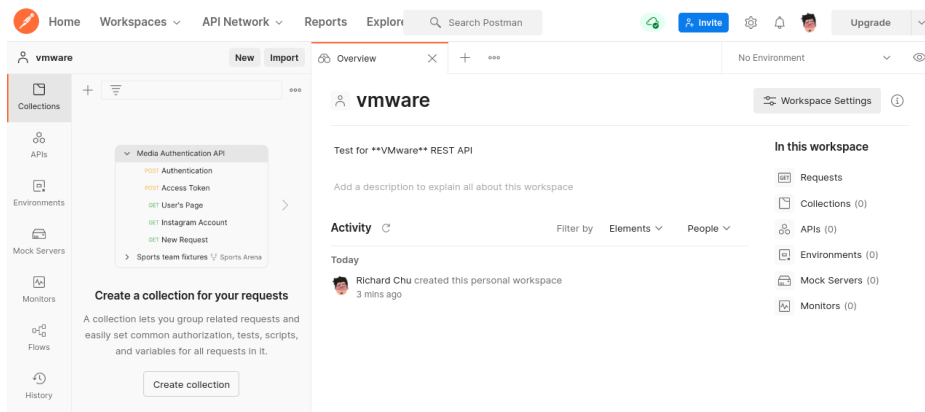 Home Workspaces API Network Reports Explore Search Postman Invite Upgrade
vmware New Import Overview No Environment
Collections
APIs
Environments
Mock Servers
Monitors
Flows
History
Media Authentication API
POST Authentication
POST Access Token
GET User's Page
GET Instagram Account
GET New Request
Sports team fixtures Sports Arena
Create a collection for your requests
A collection lets you group related requests and
easily set common authorization, tests, scripts,
and variables for all requests in it.
Create collection
vmware
Workspace Settings
Test for **VMware** REST API
Add a description to explain all about this workspace
Activity Filter by Elements People
Today
Richard Chu created this personal workspace
3 mins ago
In this workspace
GET Requests
Collections (0)
APIs (0)
Environments (0)
Mock Servers (0)
Monitors (0)